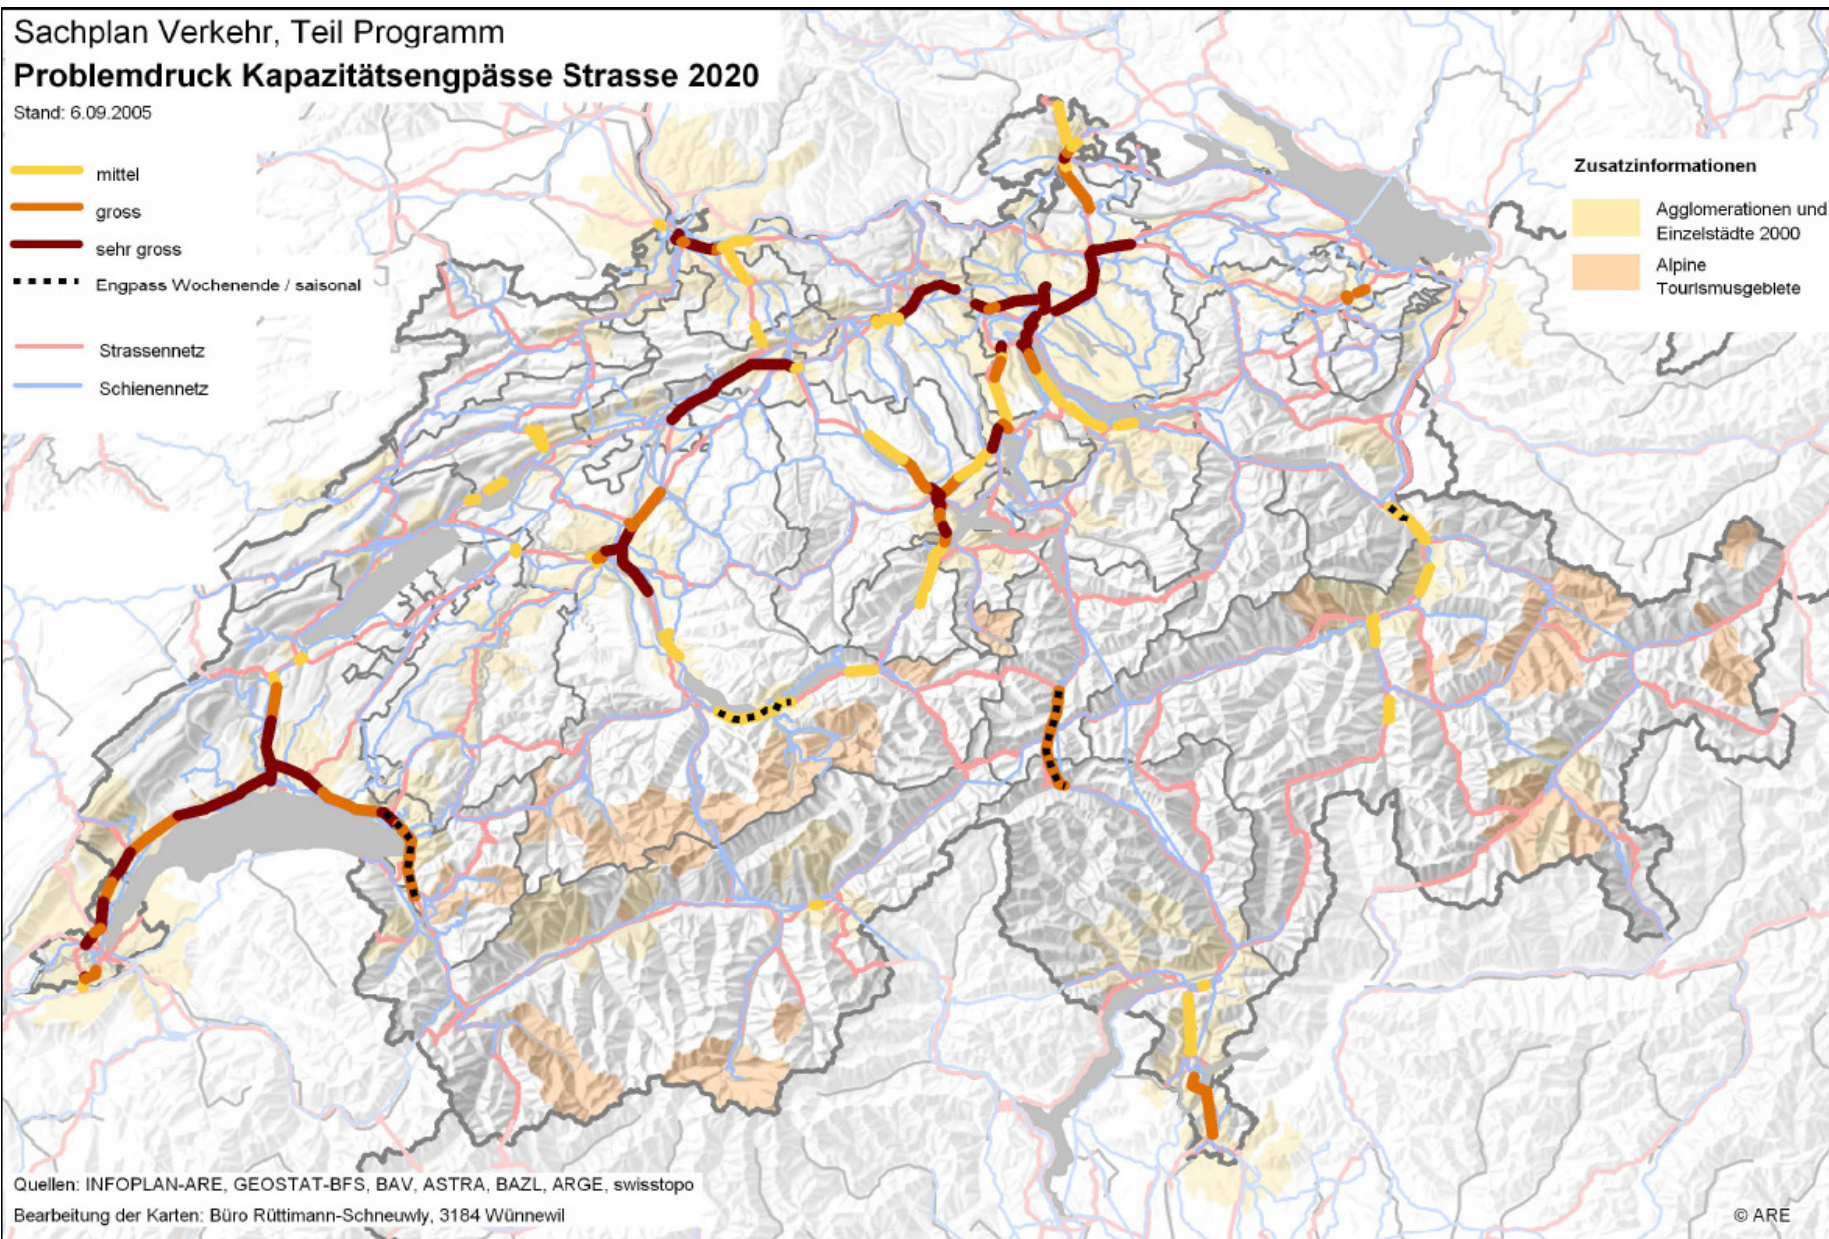 Sachplan Verkehr, Teil Programm
Problemdruck Kapazitätsengpässe Strasse 2020
Stand: 6.09.2005
mittel
gross
sehr gross
Engpass Wochenende / saisonal
Strassennetz
Schienennetz
Zusatzinformationen
Agglomerationen und
Einzelstädte 2000
Alpine
Tourismusgebiete
Quellen: INFOPLAN-ARE, GEOSTAT-BFS, BAV, ASTRA, BAZL, ARGE, swisstopo
Bearbeitung der Karten: Büro Rüttimann-Schneuwly, 3184 Wünnewil
© ARE